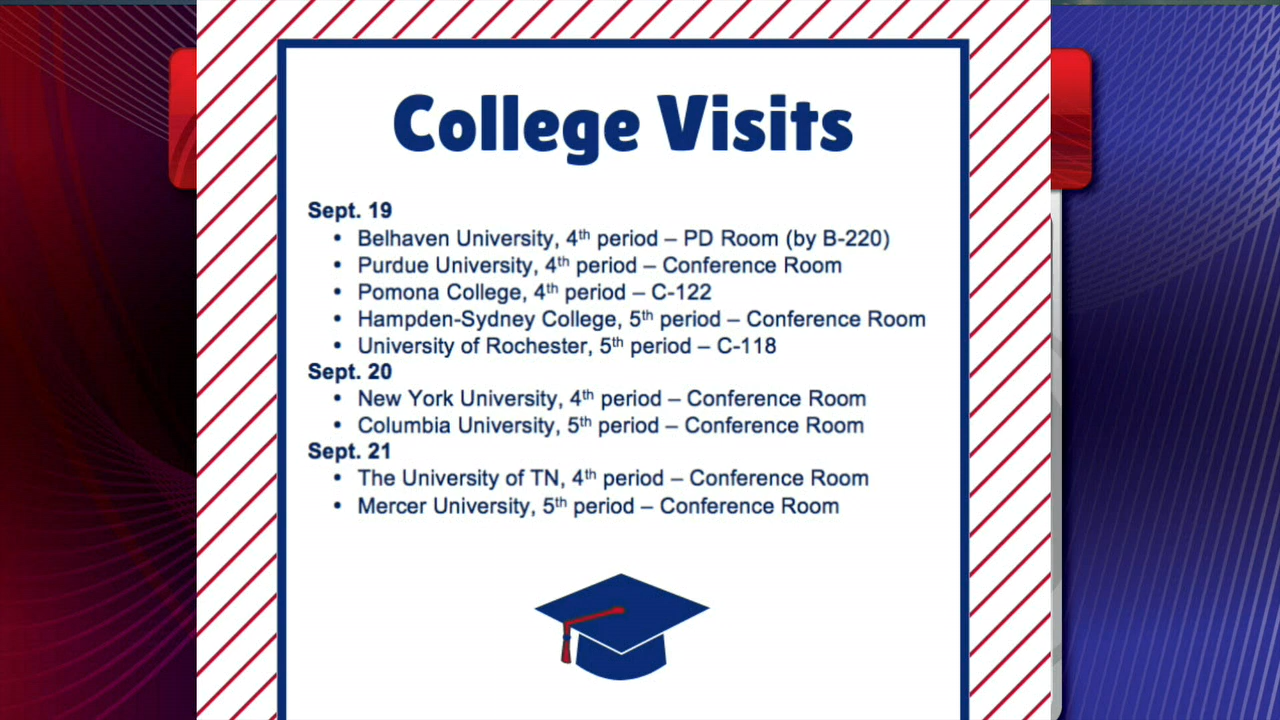 College Visits
Sept. 19
• Belhaven University, 4th period – PD Room (by B-220)
• Purdue University, 4th period – Conference Room
• Pomona College, 4th period – C-122
• Hampden-Sydney College, 5th period – Conference Room
• University of Rochester, 5th period – C-118
Sept. 20
• New York University, 4th period – Conference Room
• Columbia University, 5th period – Conference Room
Sept. 21
• The University of TN, 4th period – Conference Room
• Mercer University, 5th period – Conference Room